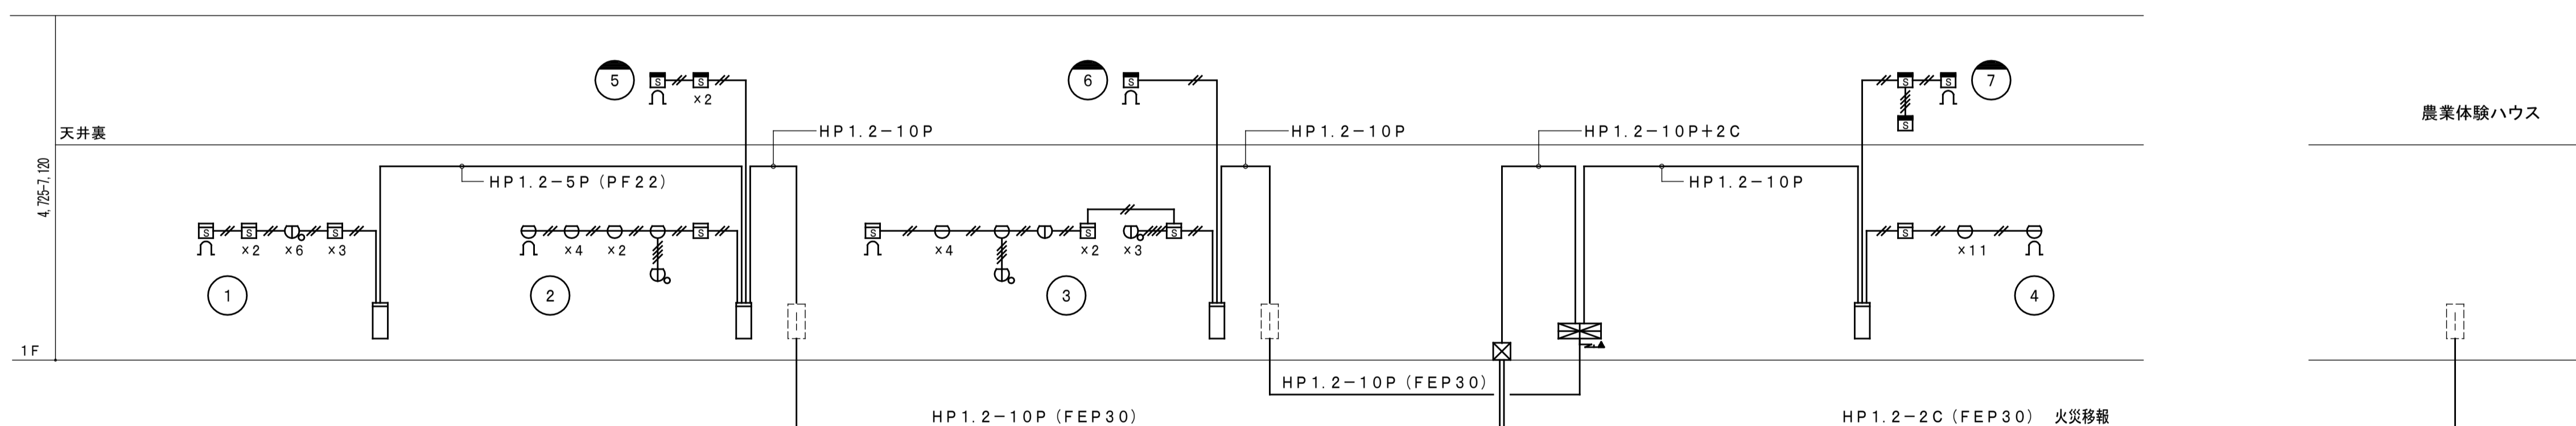 5
S
S
×2
6
S
S
S
7
S
農業体験ハウス
天井裏
HP1.2-10P
HP1.2-10P
HP1.2-10P+2C
4,725-7,120
HP1.2-5P(PF22)
HP1.2-10P
S
S
×2
×6
S
×3
×4
×2
S
S
×4
S
×2
×3
S
S
×11
1
2
3
4
1F
HP1.2-10P(FEP30)
HP1.2-10P(FEP30)
HP1.2-2C(FEP30) 火災移報